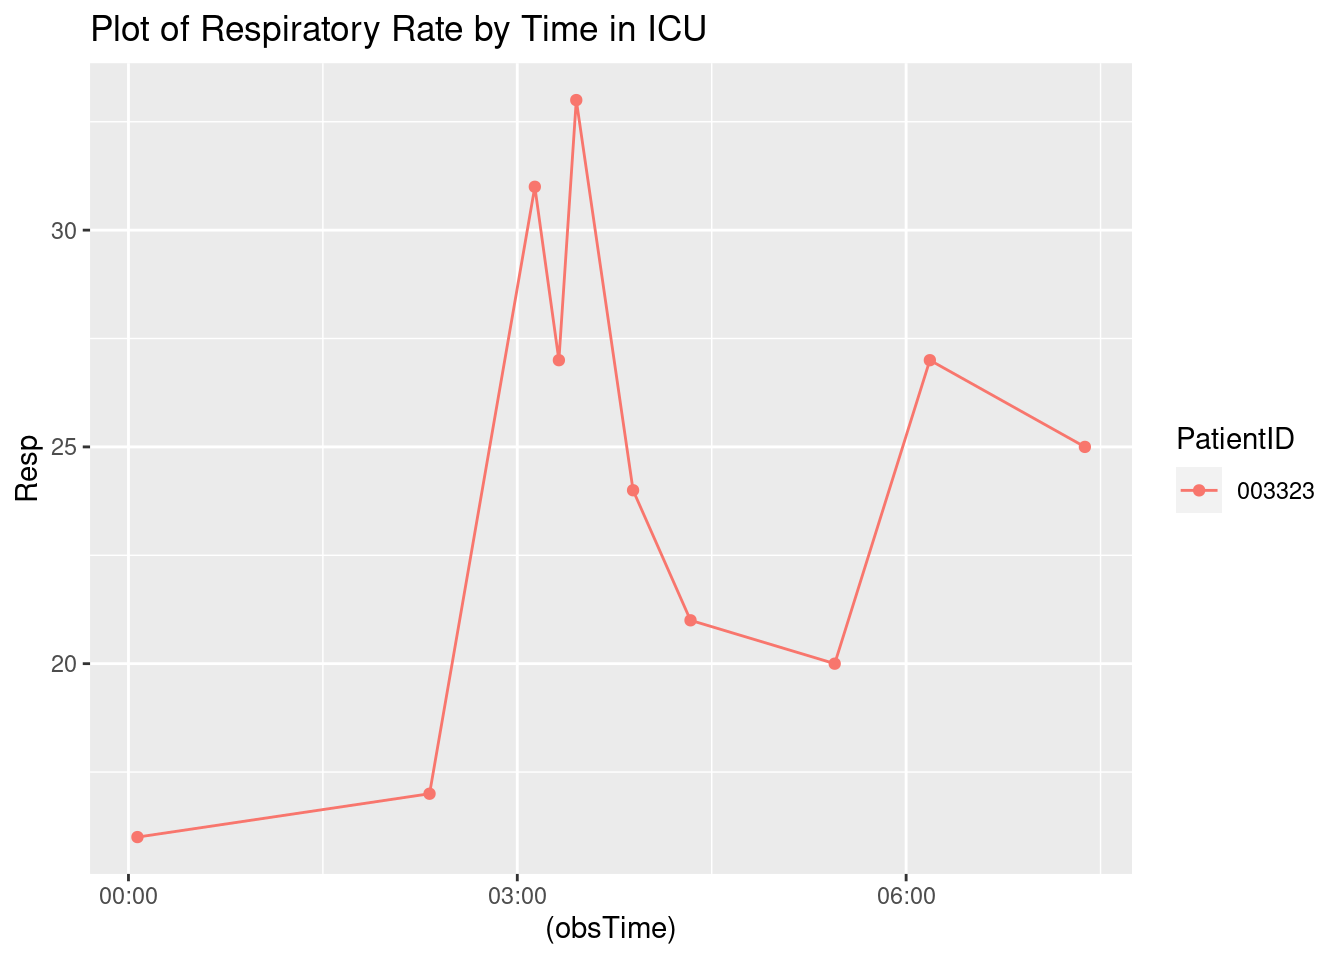 Plot of Respiratory Rate by Time in ICU
30
25
20
Resp
00:00 03:00 06:00
(obsTime)
PatientID
003323